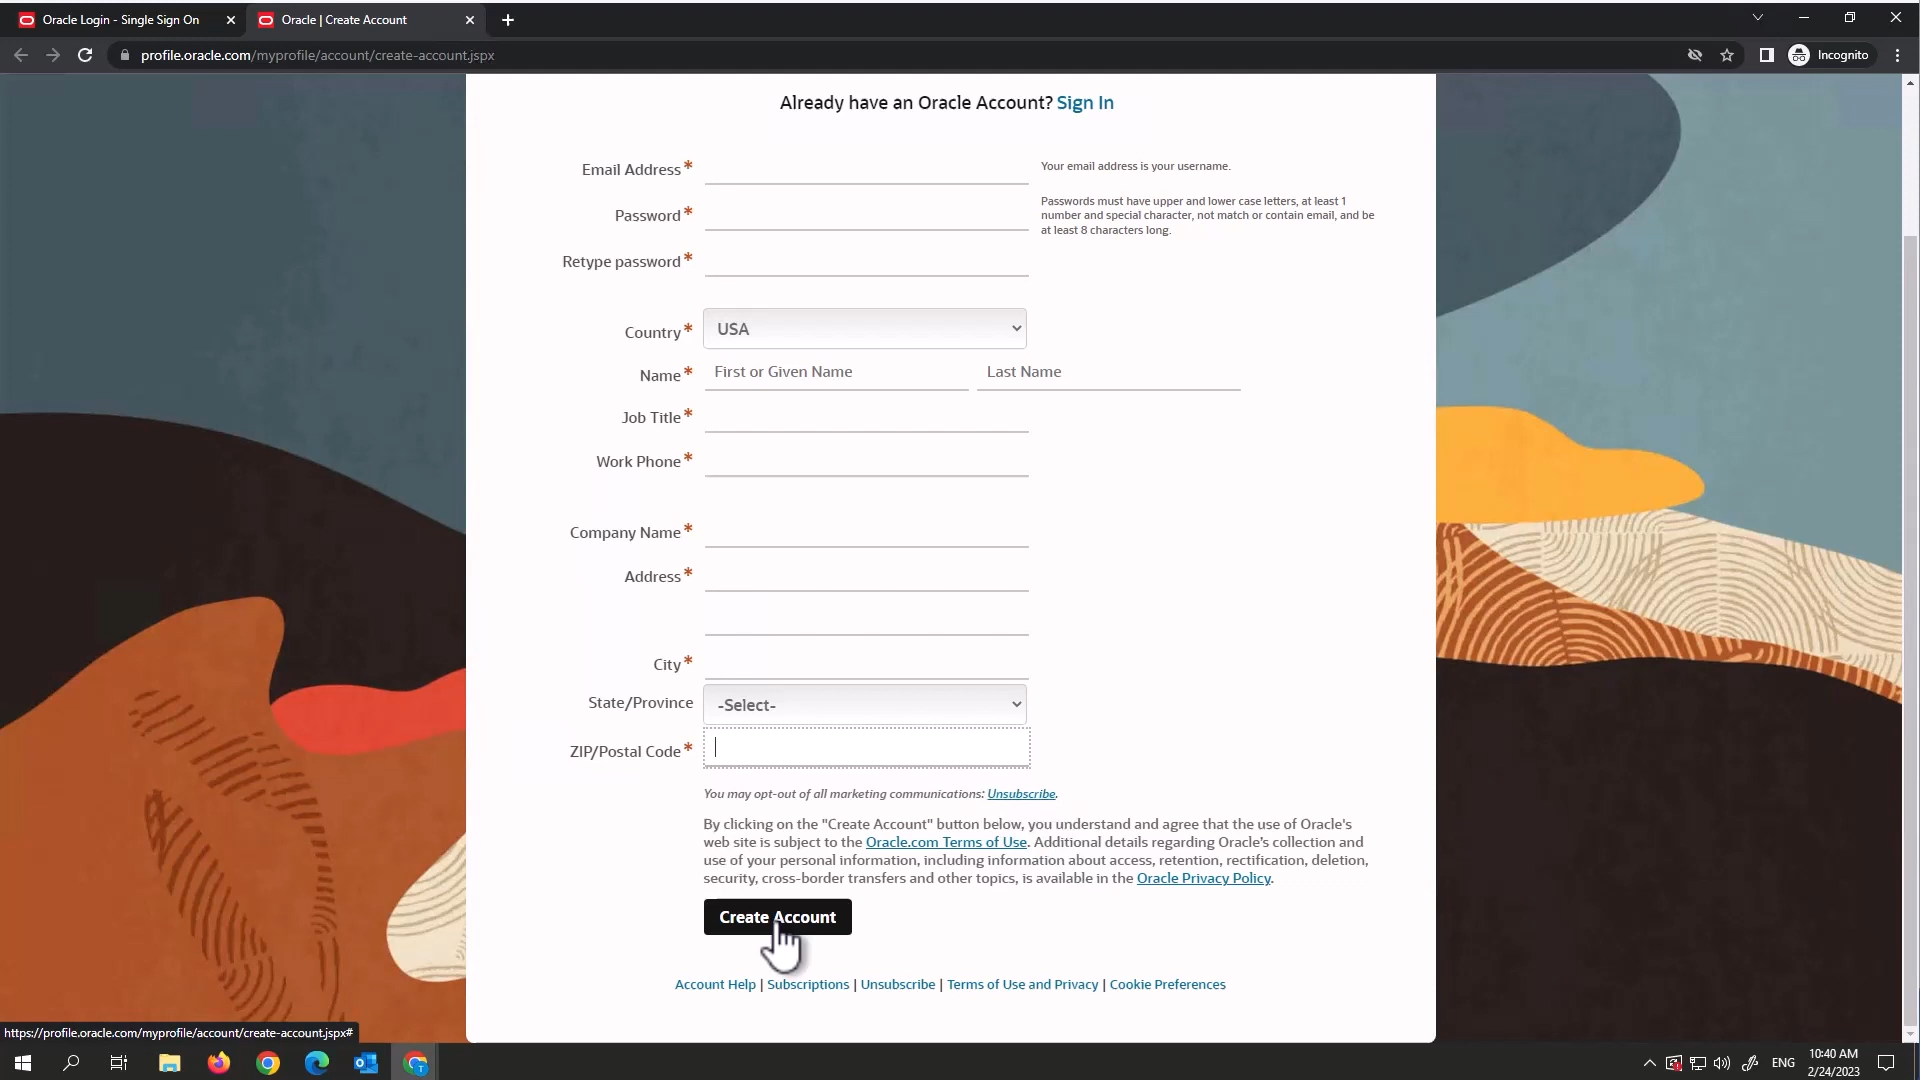 Oracle Login - Single Sign On
Oracle | Create Account
profile.oracle.com/myprofile/account/create-account.jspx
Incognito
Already have an Oracle Account? Sign In
Email Address*
Your email address is your username.
Password*
Passwords must have upper and lower case letters, at least 1
number and special character, not match or contain email, and be
at least 8 characters long.
Retype password*
Country*
USA
Name*
First or Given Name
Last Name
Job Title*
Work Phone*
Company Name*
Address*
City*
State/Province
-Select-
ZIP/Postal Code*
You may opt-out of all marketing communications: Unsubscribe.
By clicking on the "Create Account" button below, you understand and agree that the use of Oracle's
web site is subject to the Oracle.com Terms of Use. Additional details regarding Oracle's collection and
use of your personal information, including information about access, retention, rectification, deletion,
security, cross-border transfers and other topics, is available in the Oracle Privacy Policy.
Create Account
Account Help | Subscriptions | Unsubscribe | Terms of Use and Privacy | Cookie Preferences
https://profile.oracle.com/myprofile/account/create-account.jspx#
ENG
10:40 AM
2/24/2023